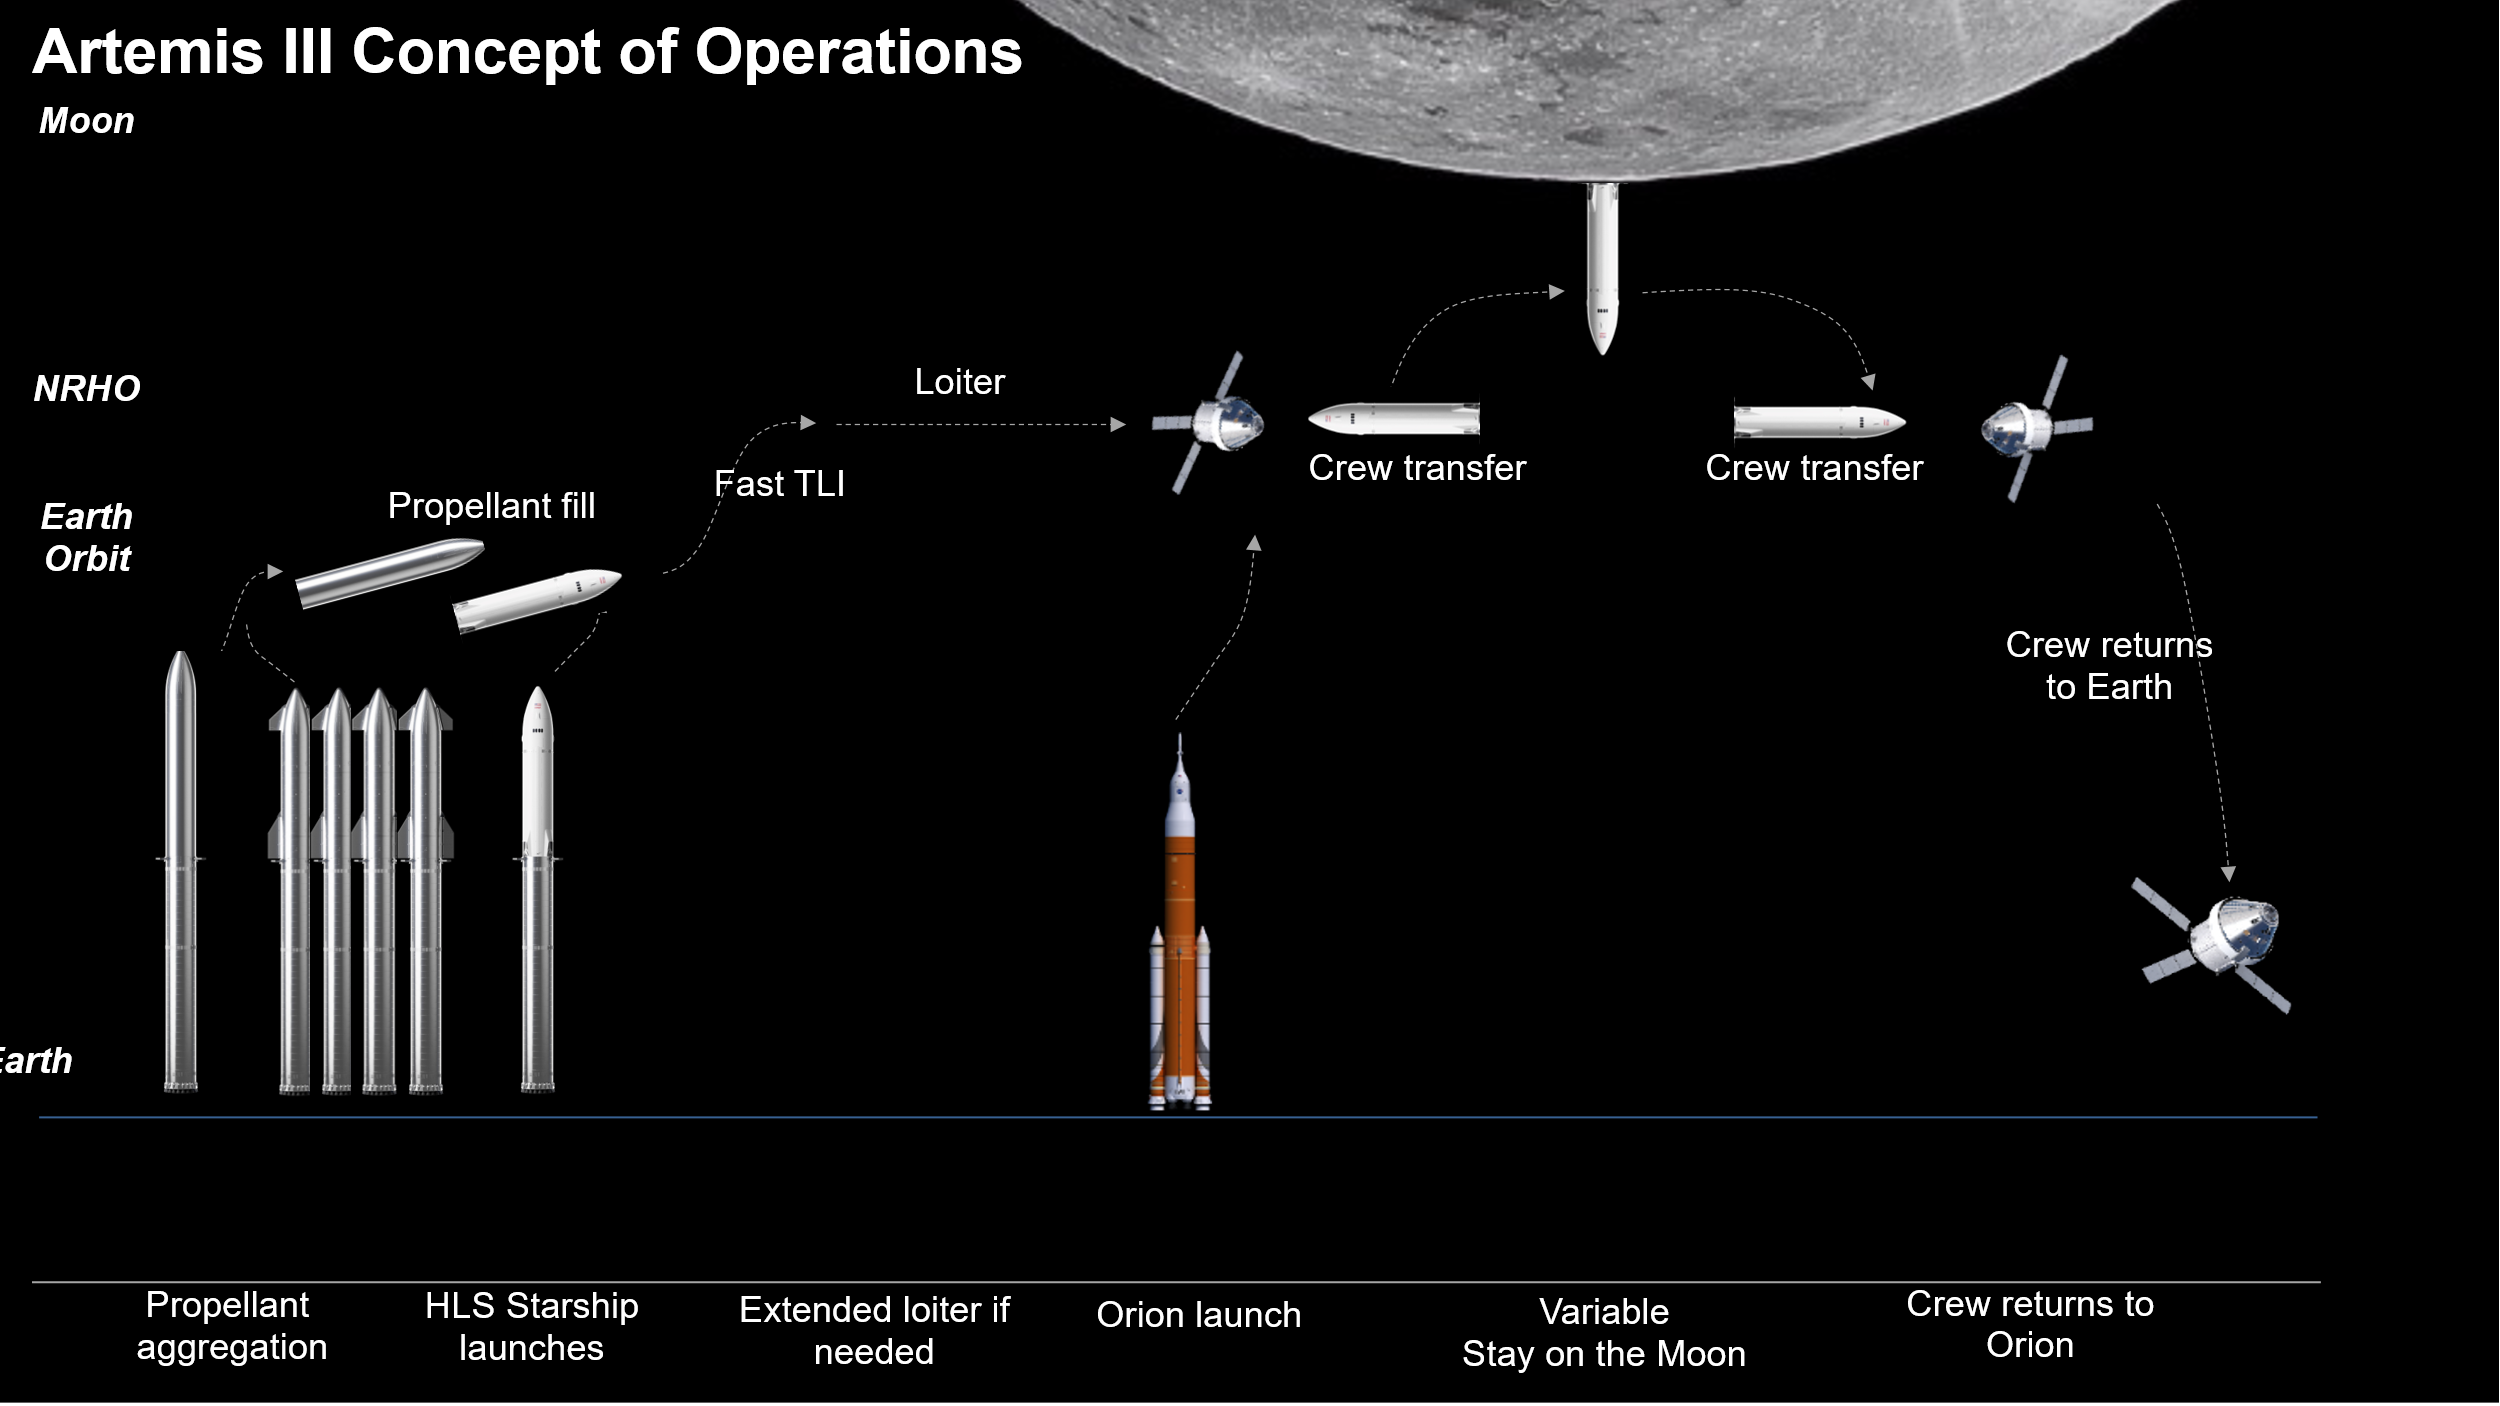 Artemis III Concept of Operations
Moon
NRHO
Loiter
Crew transfer
Crew transfer
Fast TLI
Propellant fill
Earth
Orbit
Crew returns
to Earth
Earth
Propellant
aggregation
HLS Starship
launches
Extended loiter if
needed
Orion launch
Variable
Stay on the Moon
Crew returns to
Orion